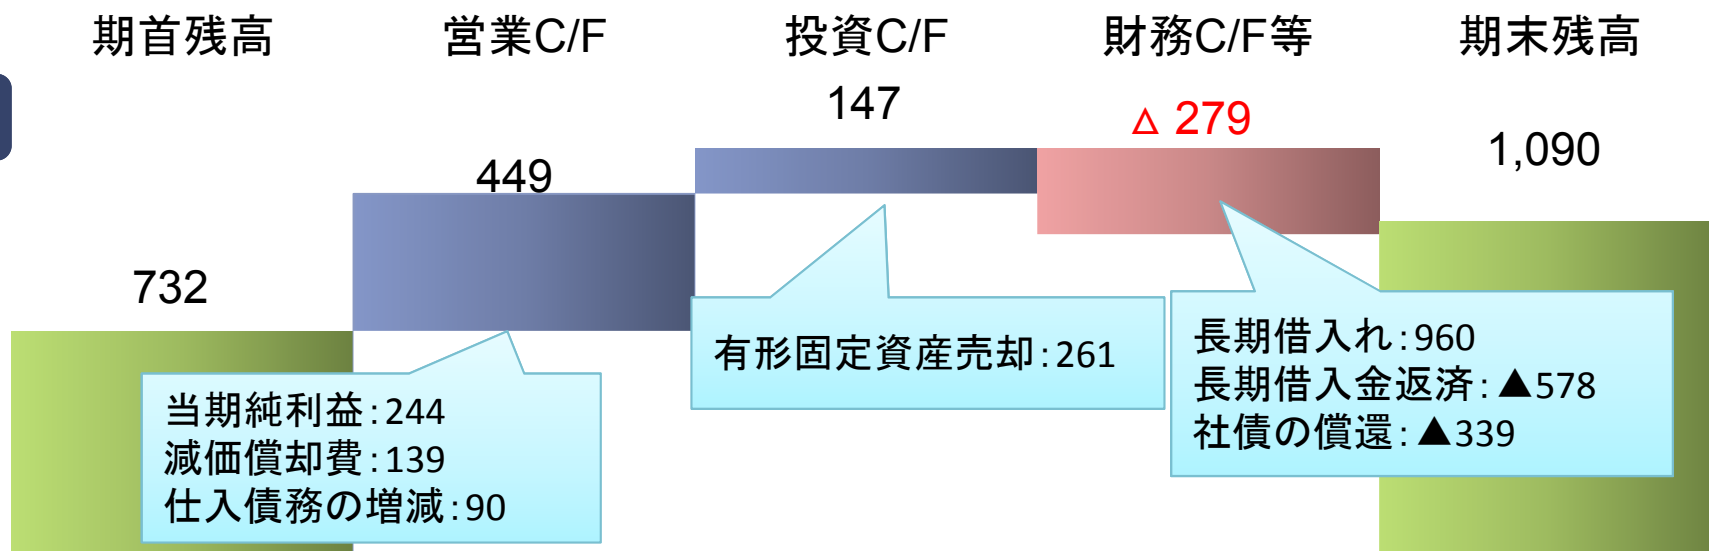 期首残高
営業C/F
投資C/F
財務C/F等
期末残高
732
449
147
△ 279
1,090
当期純利益:244
減価償却費:139
仕入債務の増減:90
有形固定資産売却:261
長期借入れ:960
長期借入金返済:▲578
社債の償還:▲339